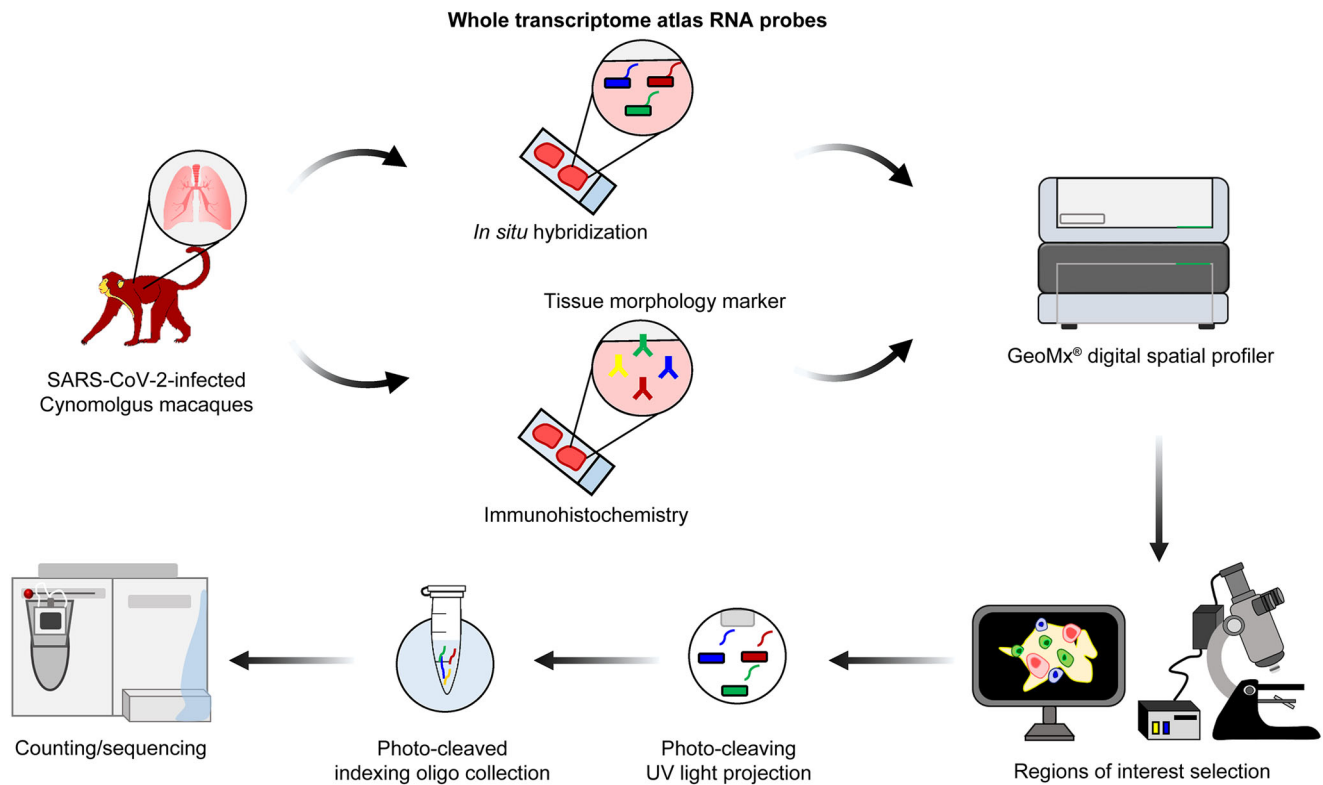 Whole transcriptome atlas RNA probes
In situ hybridization
SARS-CoV-2-infected
Cynomolgus macaques
Tissue morphology marker
Immunohistochemistry
GeoMx® digital spatial profiler
Regions of interest selection
Photo-cleaving
UV light projection
Photo-cleaved
indexing oligo collection
Counting/sequencing